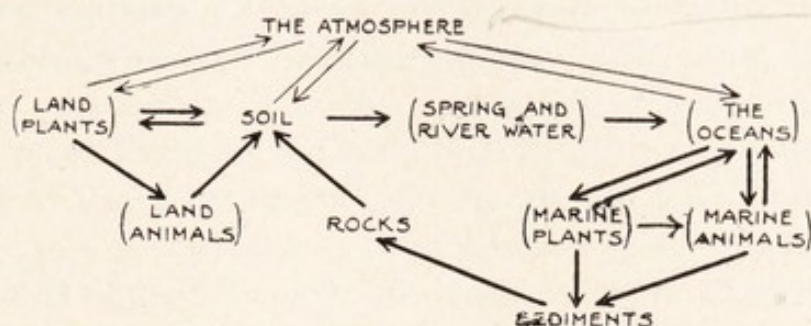 THE ATMOSPHERE
LAND
PLANTS
SOIL
SPRING AND
RIVER WATER
THE
OCEANS
LAND
ANIMALS
ROCKS
MARINE
PLANTS
MARINE
ANIMALS
SEDIMENTS